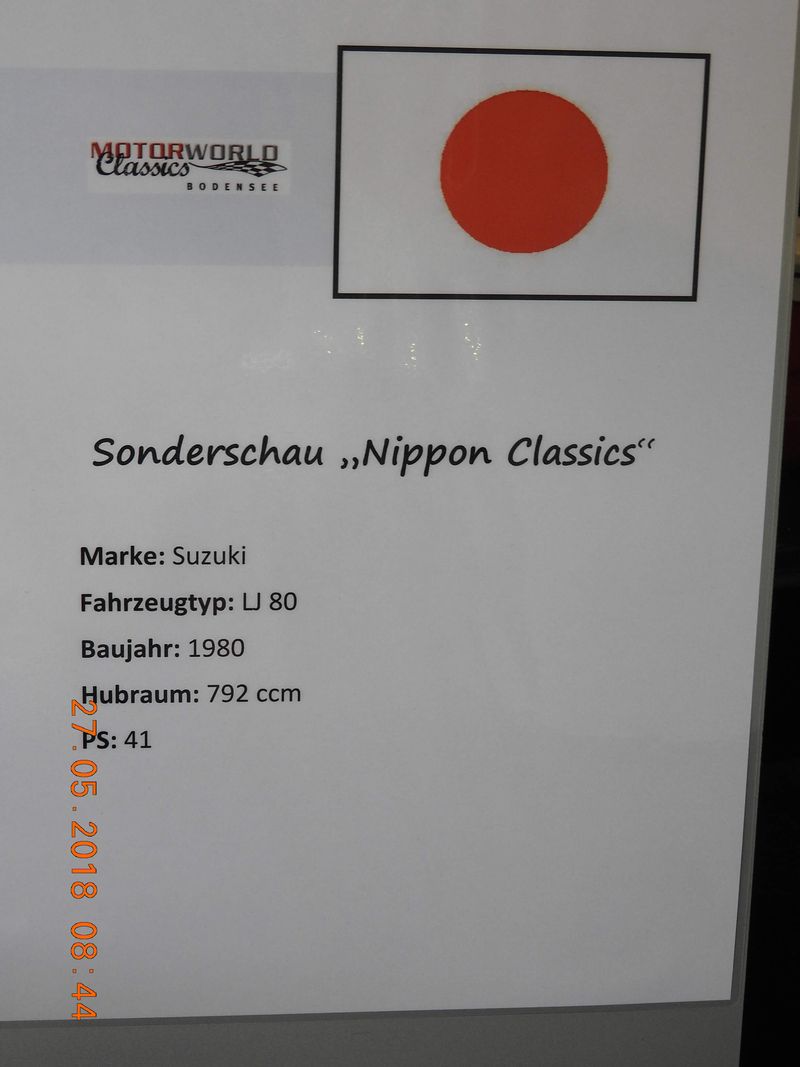 MOTORWORLD
Classics
BODENSEE
Sonderschau „Nippon Classics“
Marke: Suzuki
Fahrzeugtyp: LJ 80
Baujahr: 1980
Hubraum: 792 ccm
PS: 41
27.05.2018 08:44